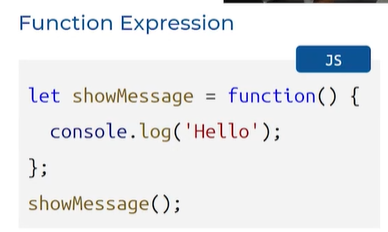 Function Expression
JS
let showMessage = function() {
  console.log('Hello');
};
showMessage();